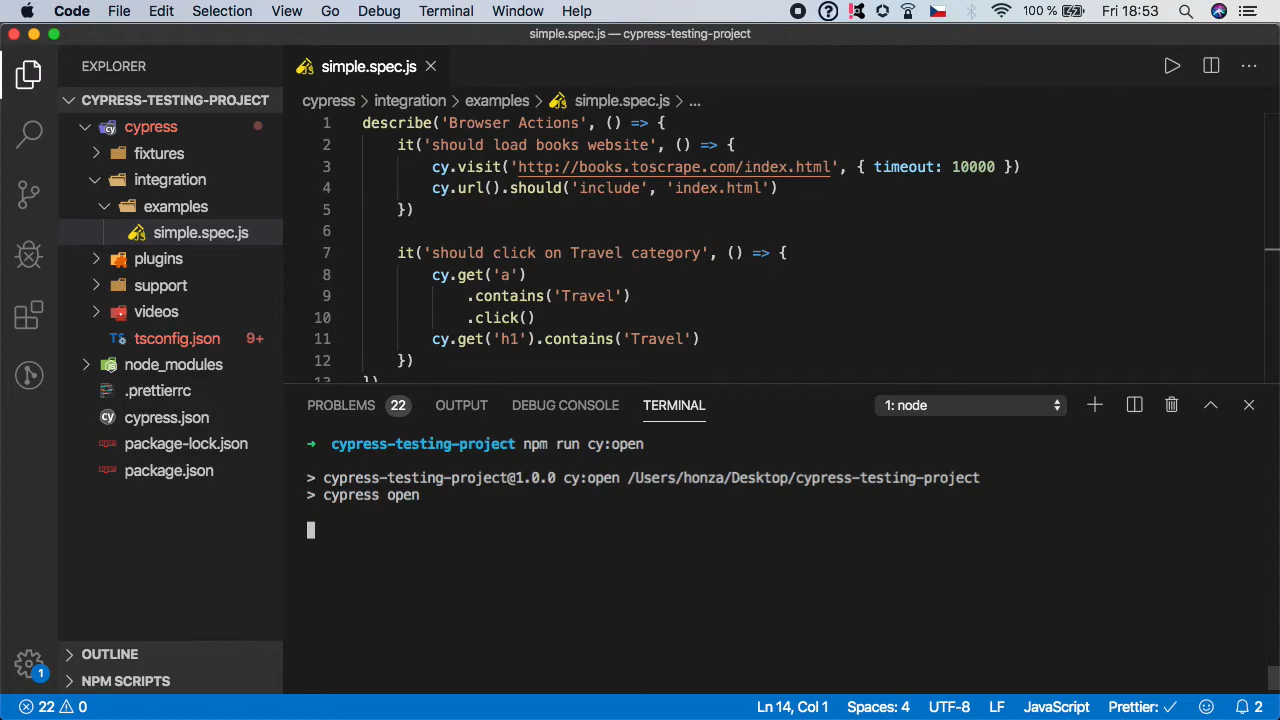 Code File Edit Selection View Go Debug Terminal Window Help 100 % Fri 18:53
simple.spec.js — cypress-testing-project
EXPLORER
CYPRESS-TESTING-PROJECT
cypress
fixtures
integration
examples
simple.spec.js
plugins
support
videos
TS tsconfig.json 9+
node_modules
.prettierrc
cy cypress.json
package-lock.json
package.json
OUTLINE
NPM SCRIPTS
1
simple.spec.js
cypress integration examples simple.spec.js ...
1 describe('Browser Actions', () => {
2 it('should load books website', () => {
3 cy.visit('http://books.toscrape.com/index.html', { timeout: 10000 })
4 cy.url().should('include', 'index.html')
5 })
6
7 it('should click on Travel category', () => {
8 cy.get('a')
9 .contains('Travel')
10 .click()
11 cy.get('h1').contains('Travel')
12 })
13 })
PROBLEMS 22 OUTPUT DEBUG CONSOLE TERMINAL 1: node
➜ cypress-testing-project npm run cy:open
> cypress-testing-project@1.0.0 cy:open /Users/honza/Desktop/cypress-testing-project
> cypress open
22 0 Ln 14, Col 1 Spaces: 4 UTF-8 LF JavaScript Prettier: ✓ 2